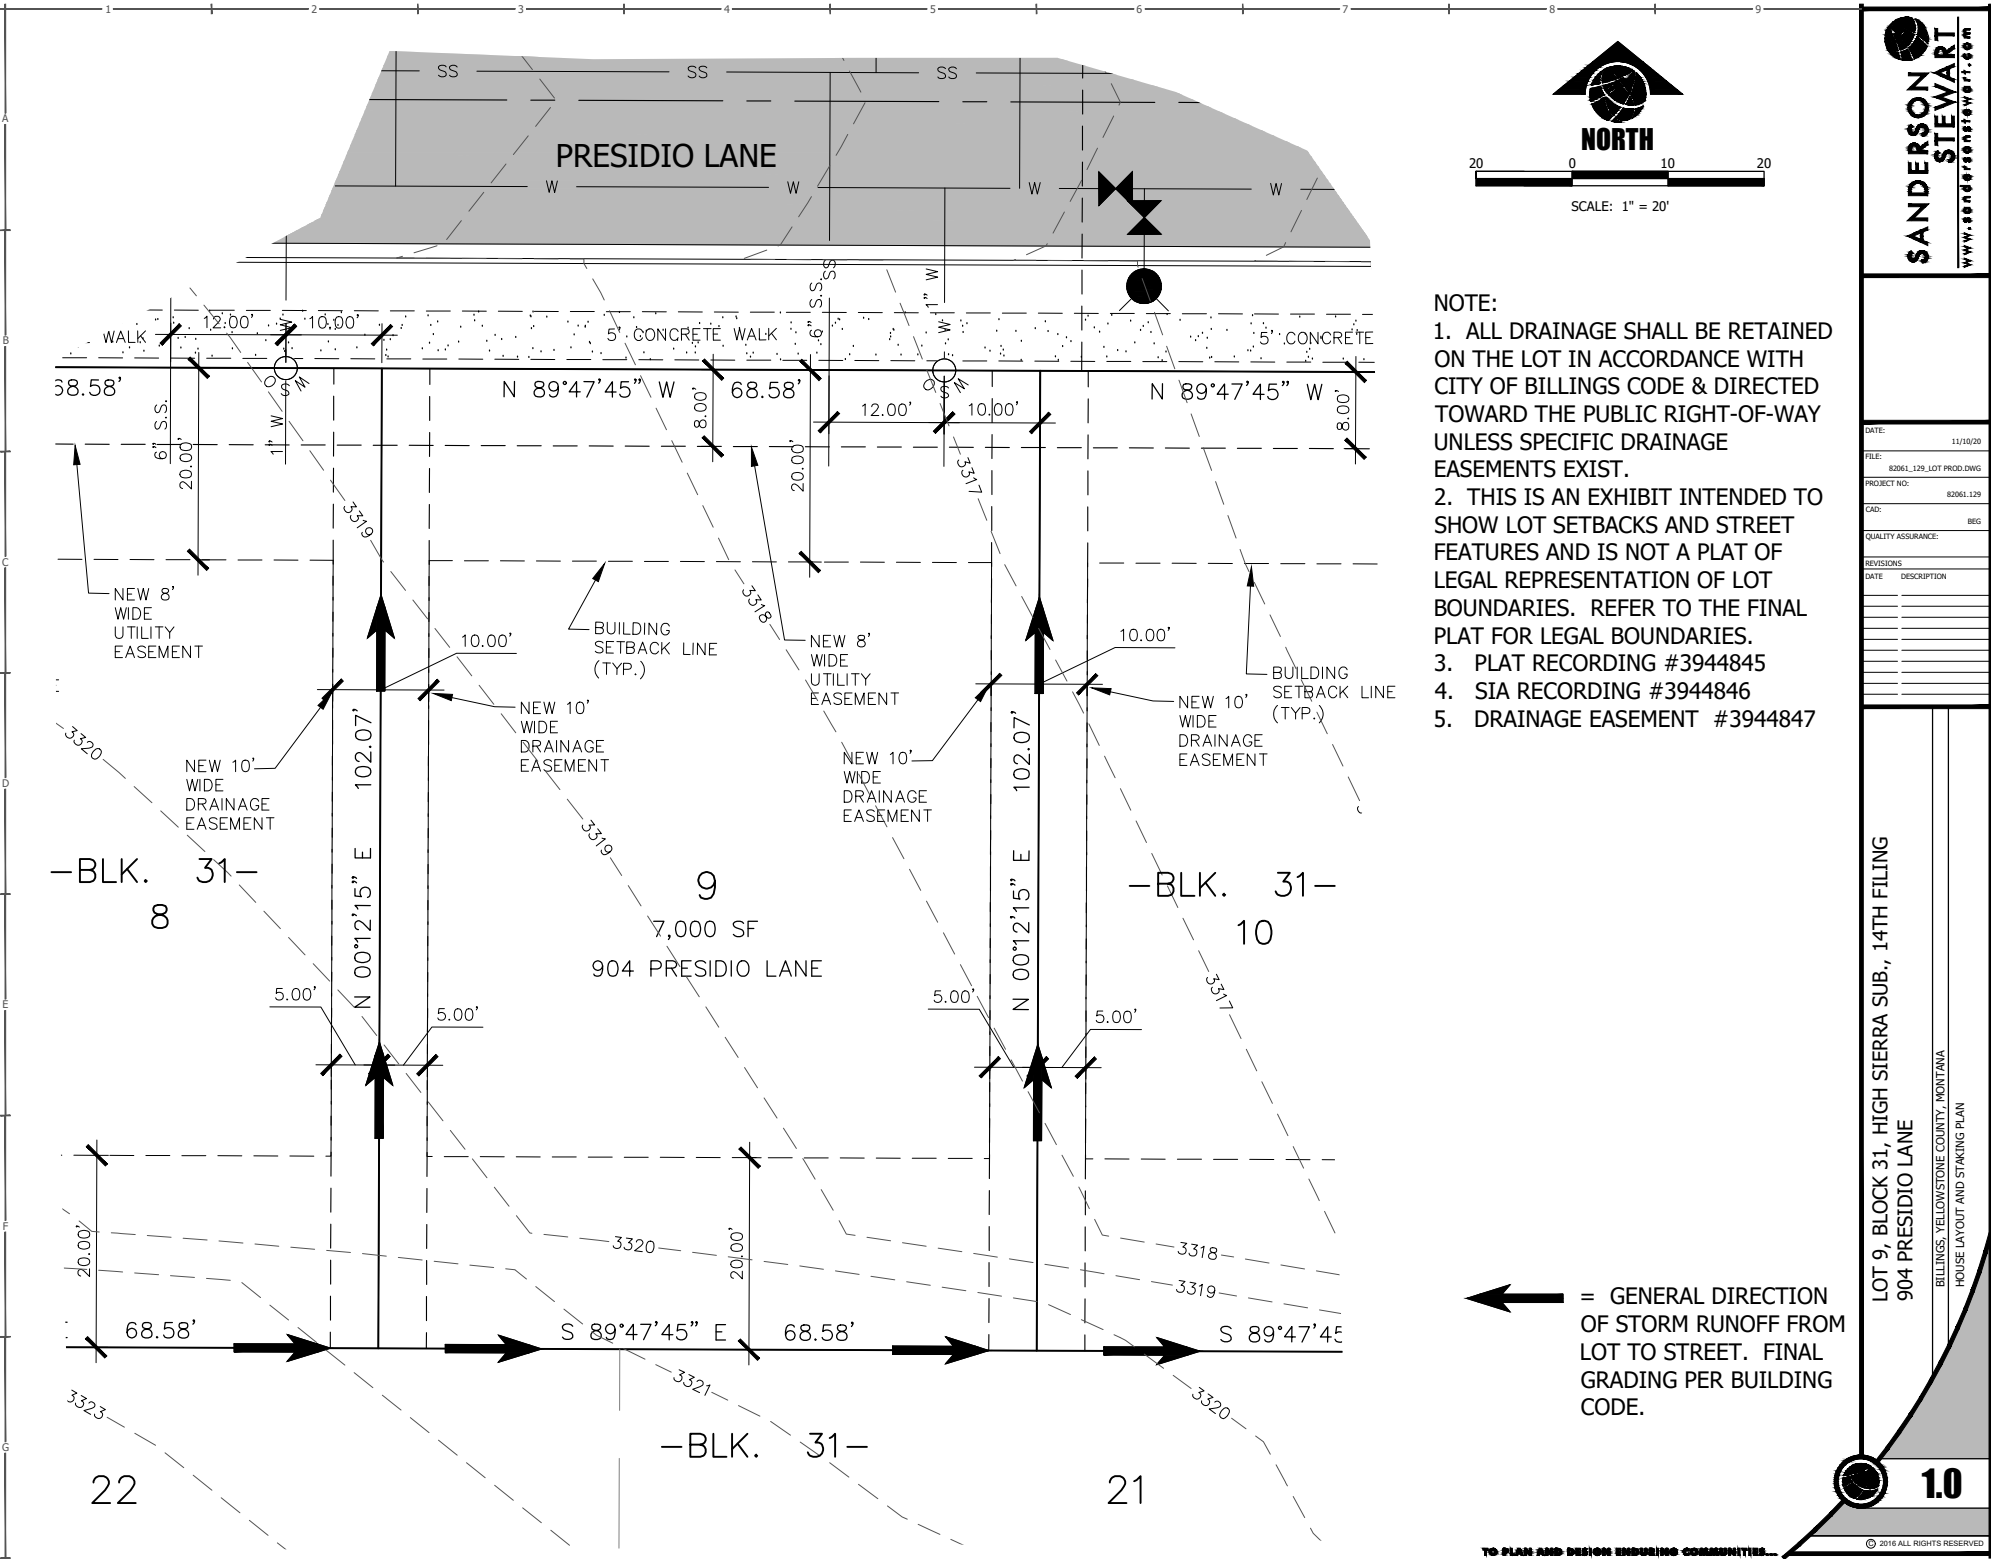 1 2 3 4 5 6 7 8 9
A
B
C
D
E
F
G
SS SS SS
PRESIDIO LANE
W W W W
WALK
12.00' 10.00'
W
5' CONCRETE WALK
6" S.S.
SS
1" W
W
5' CONCRETE
68.58'
W
S
O
N 89°47'45" W 68.58'
W
S
O
N 89°47'45" W
6" S.S.
20.00'
1" W
8.00'
20.00'
12.00' 10.00'
8.00'
3319
3317
3318
NEW 8'
WIDE
UTILITY
EASEMENT
10.00'
BUILDING
SETBACK LINE
(TYP.)
NEW 8'
WIDE
UTILITY
EASEMENT
10.00'
BUILDING
SETBACK LINE
(TYP.)
NEW 10'
WIDE
DRAINAGE
EASEMENT
NEW 10'
WIDE
DRAINAGE
EASEMENT
NEW 10'
WIDE
DRAINAGE
EASEMENT
NEW 10'
WIDE
DRAINAGE
EASEMENT
3320
N 00°12'15" E 102.07'
N 00°12'15" E 102.07'
3319
-BLK. 31-
8
9
7,000 SF
904 PRESIDIO LANE
-BLK. 31-
10
3317
5.00'
5.00'
5.00'
5.00'
20.00'
3320
20.00'
3318
3319
68.58'
S 89°47'45" E 68.58'
S 89°47'45
3323
3321
3320
-BLK. 31-
22
21
NORTH
20 0 10 20
SCALE: 1" = 20'
NOTE:
1. ALL DRAINAGE SHALL BE RETAINED
ON THE LOT IN ACCORDANCE WITH
CITY OF BILLINGS CODE & DIRECTED
TOWARD THE PUBLIC RIGHT-OF-WAY
UNLESS SPECIFIC DRAINAGE
EASEMENTS EXIST.
2. THIS IS AN EXHIBIT INTENDED TO
SHOW LOT SETBACKS AND STREET
FEATURES AND IS NOT A PLAT OF
LEGAL REPRESENTATION OF LOT
BOUNDARIES. REFER TO THE FINAL
PLAT FOR LEGAL BOUNDARIES.
3. PLAT RECORDING #3944845
4. SIA RECORDING #3944846
5. DRAINAGE EASEMENT #3944847
= GENERAL DIRECTION
OF STORM RUNOFF FROM
LOT TO STREET. FINAL
GRADING PER BUILDING
CODE.
SANDERSON
STEWART
www.sandersonstewart.com
DATE:
11/10/20
FILE:
82061_129_LOT PROD.DWG
PROJECT NO:
82061.129
CAD:
BEG
QUALITY ASSURANCE:
REVISIONS
DATE DESCRIPTION
LOT 9, BLOCK 31, HIGH SIERRA SUB., 14TH FILING
904 PRESIDIO LANE
BILLINGS, YELLOWSTONE COUNTY, MONTANA
HOUSE LAYOUT AND STAKING PLAN
1.0
TO PLAN AND DESIGN ENDURING COMMUNITIES...
© 2016 ALL RIGHTS RESERVED